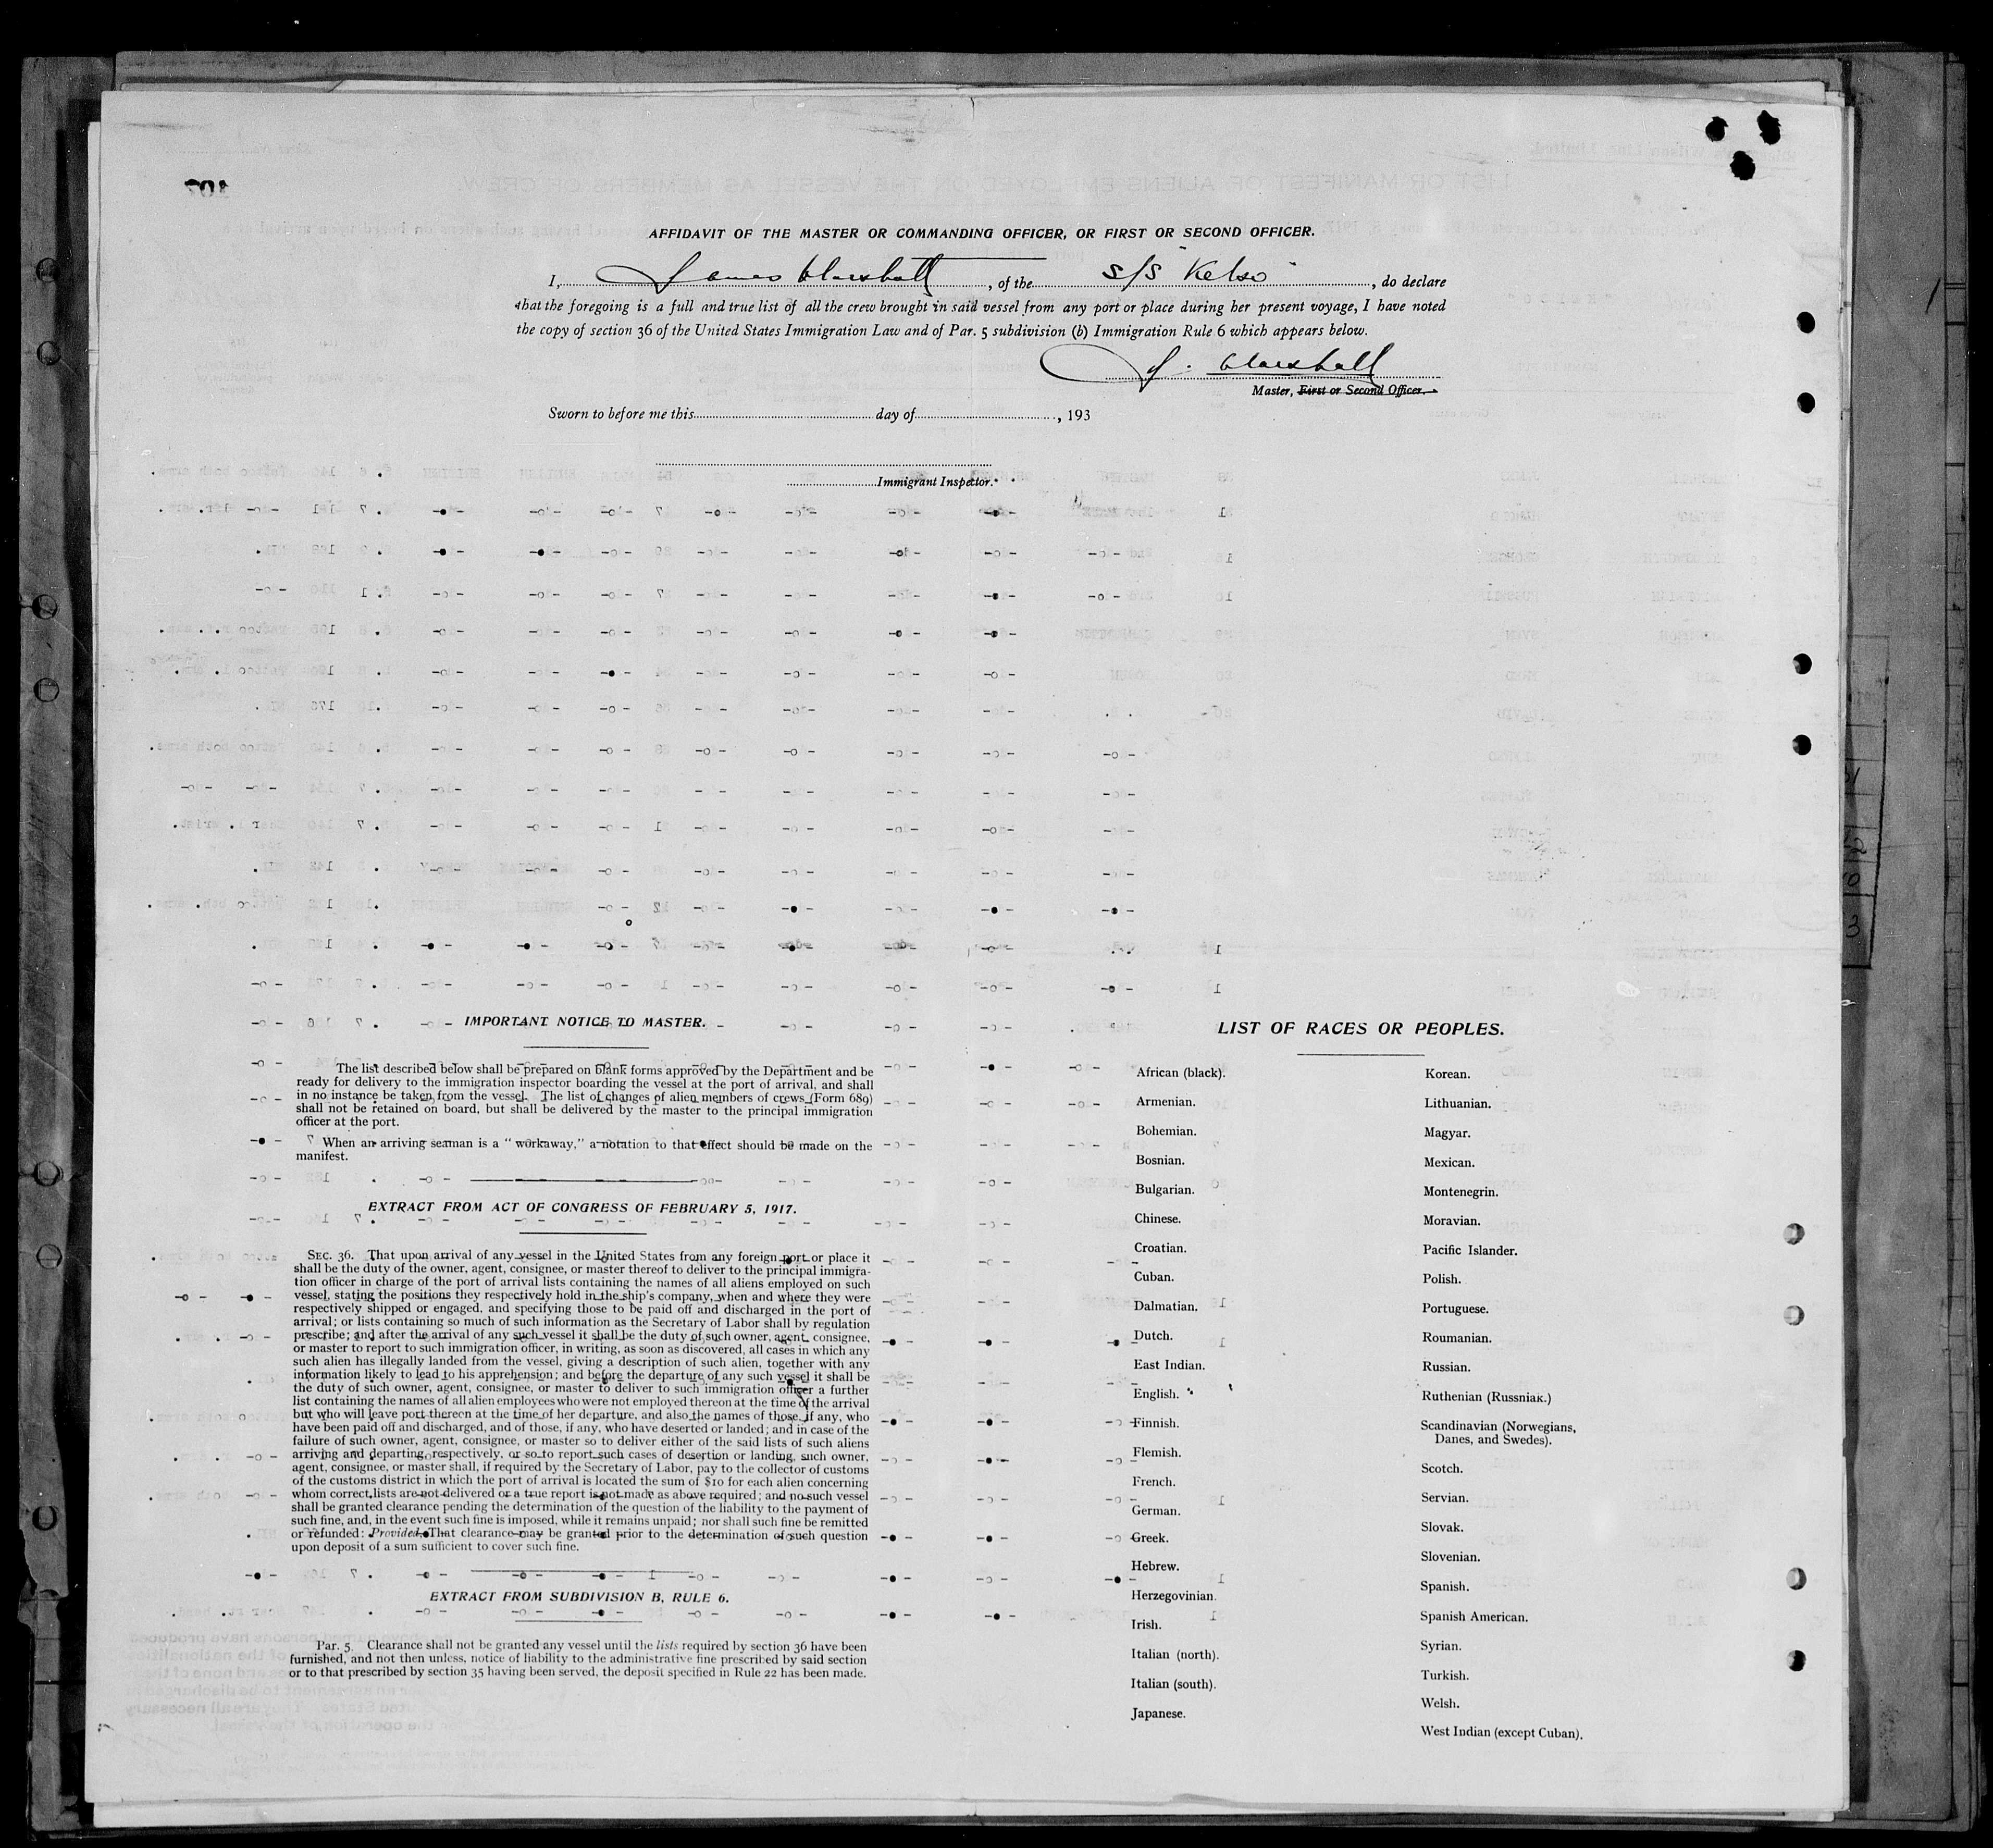 AFFIDAVIT OF THE MASTER OR COMMANDING OFFICER, OR FIRST OR SECOND OFFICER.
I, James Marshall, of the S/S "Kelso", do declare
that the foregoing is a full and true list of all the crew brought in said vessel from any port or place during her present voyage, I have noted
the copy of section 36 of the United States Immigration Law and of Par. 5 subdivision (b) Immigration Rule 6 which appears below.
J. Marshall
Master, First or Second Officer.
Sworn to before me this day of , 193
Immigrant Inspector.
IMPORTANT NOTICE TO MASTER.
The list described below shall be prepared on blank forms approved by the Department and be
ready for delivery to the immigration inspector boarding the vessel at the port of arrival, and shall
in no instance be taken from the vessel. The list of changes of alien members of crews (Form 689)
shall not be retained on board, but shall be delivered by the master to the principal immigration
officer at the port.
When an arriving seaman is a "workaway," a notation to that effect should be made on the
manifest.
EXTRACT FROM ACT OF CONGRESS OF FEBRUARY 5, 1917.
SEC. 36. That upon arrival of any vessel in the United States from any foreign port or place it
shall be the duty of the owner, agent, consignee, or master thereof to deliver to the principal immigra-
tion officer in charge of the port of arrival lists containing the names of all aliens employed on such
vessel, stating the positions they respectively hold in the ship's company, when and where they were
respectively shipped or engaged, and specifying those to be paid off and discharged in the port of
arrival; or lists containing so much of such information as the Secretary of Labor shall by regulation
prescribe; and after the arrival of any such vessel it shall be the duty of such owner, agent, consignee,
or master to report to such immigration officer, in writing, as soon as discovered, all cases in which any
such alien has illegally landed from the vessel, giving a description of such alien, together with any
information likely to lead to his apprehension; and before the departure of any such vessel it shall be
the duty of such owner, agent, consignee, or master to deliver to such immigration officer a further
list containing the names of all alien employees who were not employed thereon at the time of the arrival
but who will leave port thereon at the time of her departure, and also the names of those, if any, who
have been paid off and discharged, and of those, if any, who have deserted or landed; and in case of the
failure of such owner, agent, consignee, or master so to deliver either of the said lists of such aliens
arriving and departing, respectively, or so to report such cases of desertion or landing, such owner,
agent, consignee, or master shall, if required by the Secretary of Labor, pay to the collector of customs
of the customs district in which the port of arrival is located the sum of $10 for each alien concerning
whom correct lists are not delivered or a true report is not made as above required; and no such vessel
shall be granted clearance pending the determination of the question of the liability to the payment of
such fine, and, in the event such fine is imposed, while it remains unpaid; nor shall such fine be remitted
or refunded: Provided, That clearance may be granted prior to the determination of such question
upon deposit of a sum sufficient to cover such fine.
EXTRACT FROM SUBDIVISION B, RULE 6.
Par. 5. Clearance shall not be granted any vessel until the lists required by section 36 have been
furnished, and not then unless, notice of liability to the administrative fine prescribed by said section
or to that prescribed by section 35 having been served, the deposit specified in Rule 22 has been made.
LIST OF RACES OR PEOPLES.
African (black).
Armenian.
Bohemian.
Bosnian.
Bulgarian.
Chinese.
Croatian.
Cuban.
Dalmatian.
Dutch.
East Indian.
English.
Finnish.
Flemish.
French.
German.
Greek.
Hebrew.
Herzegovinian.
Irish.
Italian (north).
Italian (south).
Japanese.
Korean.
Lithuanian.
Magyar.
Mexican.
Montenegrin.
Moravian.
Pacific Islander.
Polish.
Portuguese.
Roumanian.
Russian.
Ruthenian (Russniak.)
Scandinavian (Norwegians,
Danes, and Swedes).
Scotch.
Servian.
Slovak.
Slovenian.
Spanish.
Spanish American.
Syrian.
Turkish.
Welsh.
West Indian (except Cuban).